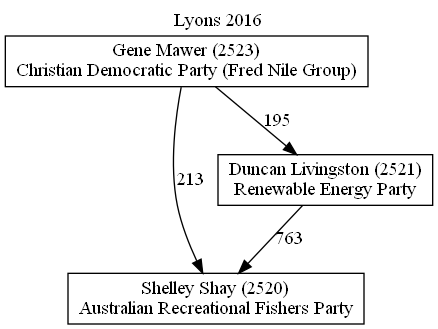 Lyons 2016
Gene Mawer (2523)
Christian Democratic Party (Fred Nile Group)
195
Duncan Livingston (2521)
Renewable Energy Party
213
763
Shelley Shay (2520)
Australian Recreational Fishers Party